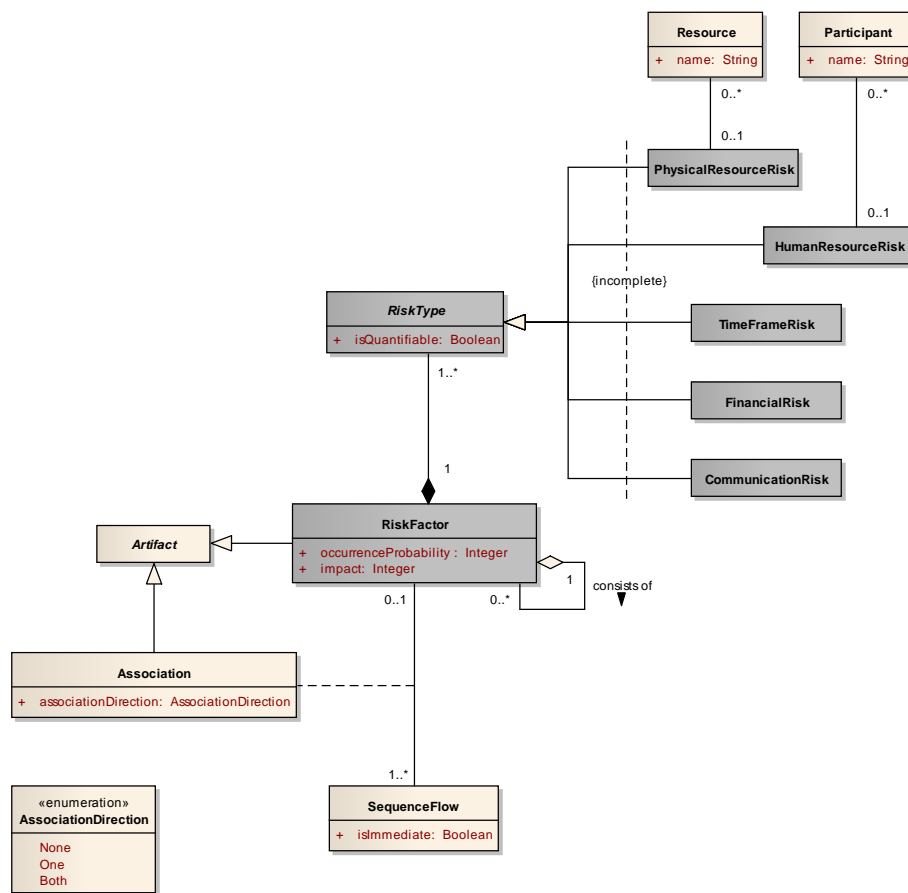 Resource
+ name: String
Participant
+ name: String
0..*
0..*
0..1
PhysicalResourceRisk
0..1
HumanResourceRisk
{incomplete}
RiskType
+ isQuantifiable: Boolean
TimeFrameRisk
1..*
FinancialRisk
1
CommunicationRisk
RiskFactor
+ occurrenceProbability : Integer
+ impact: Integer
Artifact
1
consists of
0..1
0..*
Association
+ associationDirection: AssociationDirection
1..*
«enumeration»
AssociationDirection
None
One
Both
SequenceFlow
+ isImmediate: Boolean